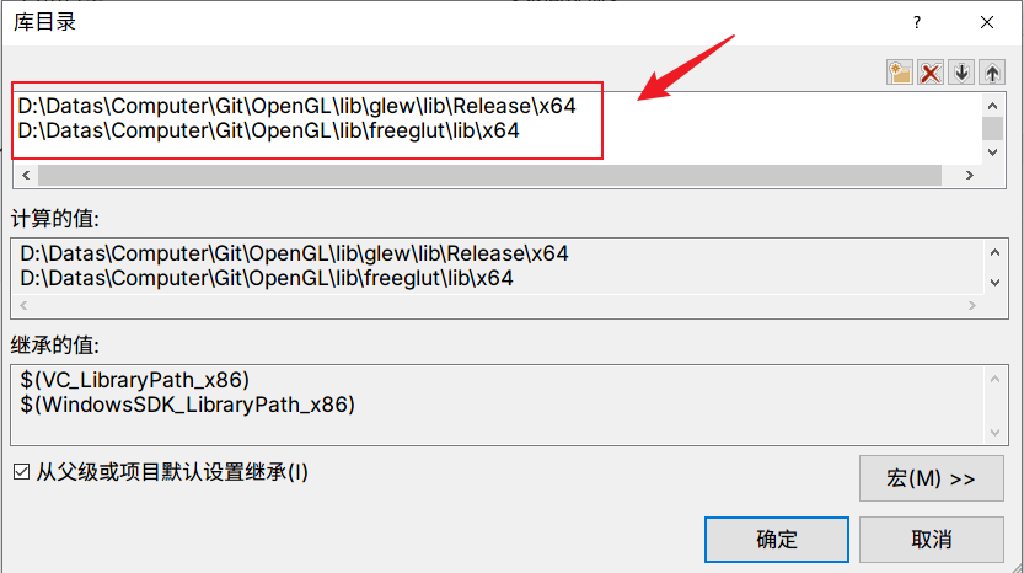 库目录
?
D:\Datas\Computer\Git\OpenGL\lib\glew\lib\Release\x64
D:\Datas\Computer\Git\OpenGL\lib\freeglut\lib\x64
计算的值:
D:\Datas\Computer\Git\OpenGL\lib\glew\lib\Release\x64
D:\Datas\Computer\Git\OpenGL\lib\freeglut\lib\x64
继承的值:
$(VC_LibraryPath_x86)
$(WindowsSDK_LibraryPath_x86)
从父级或项目默认设置继承(I)
宏(M) >>
确定
取消